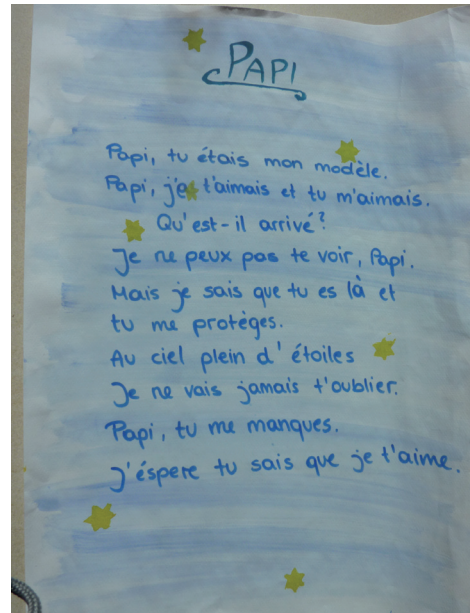 PAPI
Papi, tu étais mon modèle.
Papi, je t'aimais et tu m'aimais.
Qu'est-il arrivé?
Je ne peux pas te voir, Papi.
Mais je sais que tu es là et
tu me protèges.
Au ciel plein d'étoiles
Je ne vais jamais t'oublier.
Papi, tu me manques.
J'éspere tu sais que je t'aime.